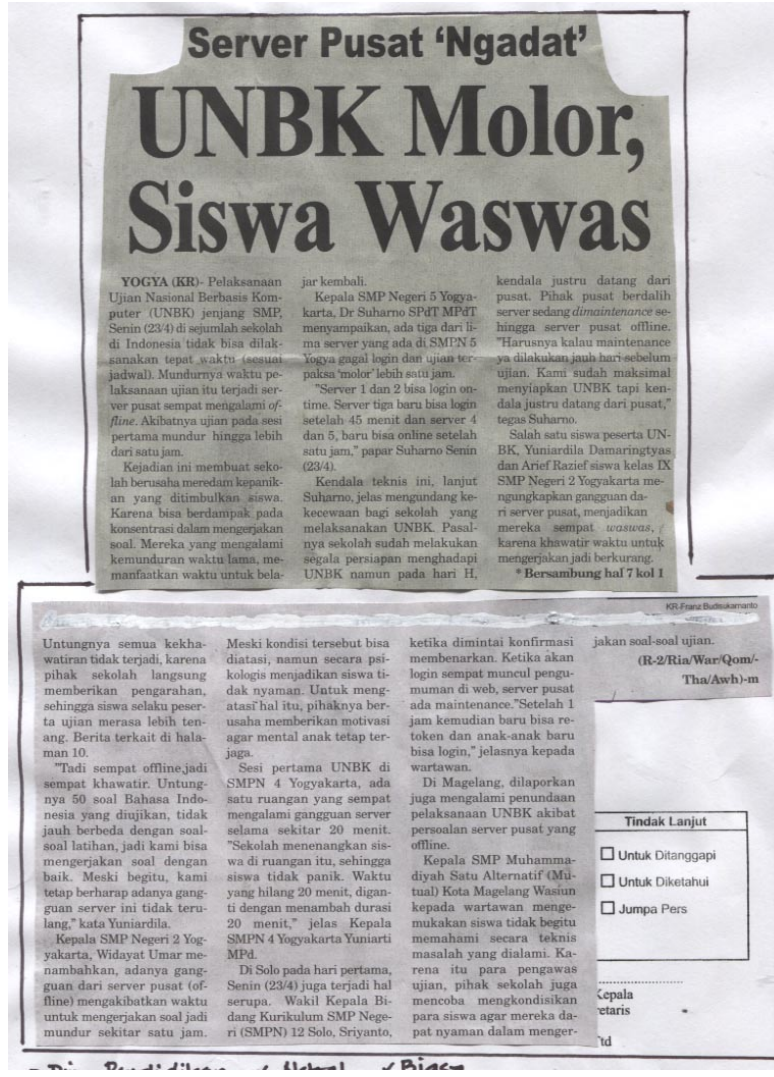 Server Pusat 'Ngadat'
UNBK Molor,
Siswa Waswas
YOGYA (KR)- Pelaksanaan
Ujian Nasional Berbasis Kom-
puter (UNBK) jenjang SMP,
Senin (23/4) di sejumlah sekolah
di Indonesia tidak bisa dilak-
sanakan tepat waktu (sesuai
jadwal). Mundurnya waktu pe-
laksanaan ujian itu terjadi ser-
ver pusat sempat mengalami of-
fline. Akibatnya ujian pada sesi
pertama mundur hingga lebih
dari satu jam.
Kejadian ini membuat seko-
lah berusaha meredam kepanik-
an yang ditimbulkan siswa.
Karena bisa berdampak pada
konsentrasi dalam mengerjakan
soal. Mereka yang mengalami
kemunduran waktu lama, me-
manfaatkan waktu untuk bela-
jar kembali.
Kepala SMP Negeri 5 Yogya-
karta, Dr Suharno SPdT MPdT
menyampaikan, ada tiga dari li-
ma server yang ada di SMPN 5
Yogya gagal login dan ujian ter-
paksa 'molor' lebih satu jam.
"Server 1 dan 2 bisa login on-
time. Server tiga baru bisa login
setelah 45 menit dan server 4
dan 5, baru bisa online setelah
satu jam," papar Suharno Senin
(23/4).
Kendala teknis ini, lanjut
Suharno, jelas mengundang ke-
kecewaan bagi sekolah yang
melaksanakan UNBK. Pasal-
nya sekolah sudah melakukan
segala persiapan menghadapi
UNBK namun pada hari H,
kendala justru datang dari
pusat. Pihak pusat berdalih
server sedang dimaintenance se-
hingga server pusat offline.
"Harusnya kalau maintenance
ya dilakukan jauh hari sebelum
ujian. Kami sudah maksimal
menyiapkan UNBK tapi ken-
dala justru datang dari pusat,"
tegas Suharno.
Salah satu siswa peserta UN-
BK, Yuniardila Damaringtyas
dan Arief Razief siswa kelas IX
SMP Negeri 2 Yogyakarta me-
ngungkapkan gangguan da-
ri server pusat, menjadikan
mereka sempat waswas,
karena khawatir waktu untuk
mengerjakan jadi berkurang.
* Bersambung hal 7 kol 1
KR-Franz Budisukamanto
Untungnya semua kekha-
watiran tidak terjadi, karena
pihak sekolah langsung
memberikan pengarahan,
sehingga siswa selaku peser-
ta ujian merasa lebih ten-
ang. Berita terkait di hala-
man 10.
"Tadi sempat offline,jadi
sempat khawatir. Untung-
nya 50 soal Bahasa Indo-
nesia yang diujikan, tidak
jauh berbeda dengan soal-
soal latihan, jadi kami bisa
mengerjakan soal dengan
baik. Meski begitu, kami
tetap berharap adanya gang-
guan server ini tidak teru-
lang," kata Yuniardila.
Kepala SMP Negeri 2 Yog-
yakarta, Widayat Umar me-
nambahkan, adanya gang-
guan dari server pusat (of-
fline) mengakibatkan waktu
untuk mengerjakan soal jadi
mundur sekitar satu jam.
Meski kondisi tersebut bisa
diatasi, namun secara psi-
kologis menjadikan siswa ti-
dak nyaman. Untuk meng-
atasi hal itu, pihaknya ber-
usaha memberikan motivasi
agar mental anak tetap ter-
jaga.
Sesi pertama UNBK di
SMPN 4 Yogyakarta, ada
satu ruangan yang sempat
mengalami gangguan server
selama sekitar 20 menit.
"Sekolah menenangkan sis-
wa di ruangan itu, sehingga
siswa tidak panik. Waktu
yang hilang 20 menit, digan-
ti dengan menambah durasi
20 menit," jelas Kepala
SMPN 4 Yogyakarta Yuniarti
MPd.
Di Solo pada hari pertama,
Senin (23/4) juga terjadi hal
serupa. Wakil Kepala Bi-
dang Kurikulum SMP Nege-
ri (SMPN) 12 Solo, Sriyanto,
ketika dimintai konfirmasi
membenarkan. Ketika akan
login sempat muncul pengu-
muman di web, server pusat
ada maintenance."Setelah 1
jam kemudian baru bisa re-
token dan anak-anak baru
bisa login," jelasnya kepada
wartawan.
Di Magelang, dilaporkan
juga mengalami penundaan
pelaksanaan UNBK akibat
persoalan server pusat yang
offline.
Kepala SMP Muhamma-
diyah Satu Alternatif (Mu-
tual) Kota Magelang Wasiun
kepada wartawan menge-
mukakan siswa tidak begitu
memahami secara teknis
masalah yang dialami. Ka-
rena itu para pengawas
ujian, pihak sekolah juga
mencoba mengkondisikan
para siswa agar mereka da-
pat nyaman dalam menger-
jakan soal-soal ujian.
(R-2/Ria/War/Qom/-
Tha/Awh)-m
Tindak Lanjut
Untuk Ditanggapi
Untuk Diketahui
Jumpa Pers
Kepala
retaris
Ttd